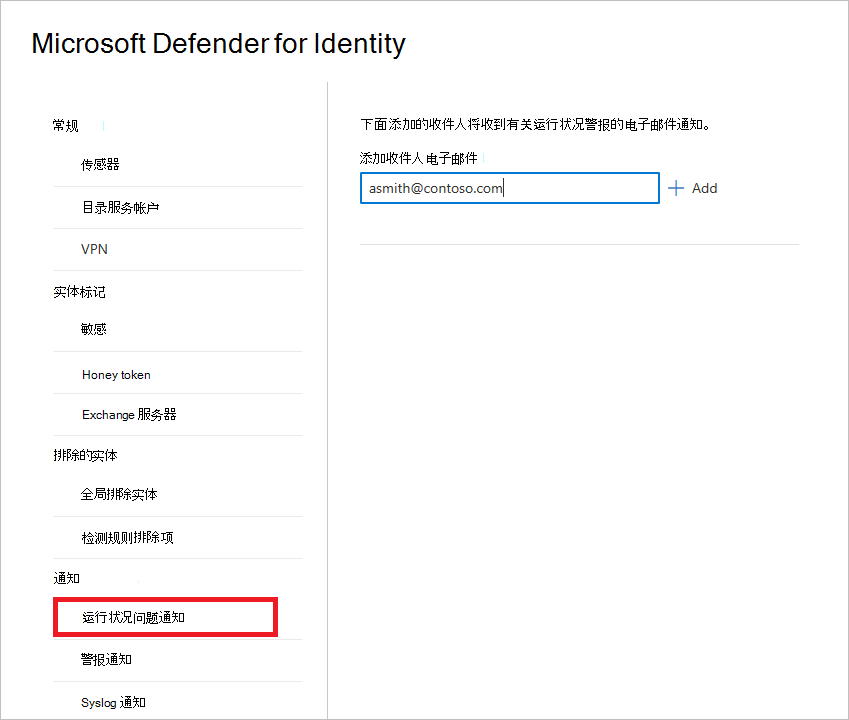 Microsoft Defender for Identity
常规
传感器
目录服务帐户
VPN
实体标记
敏感
Honey token
Exchange 服务器
排除的实体
全局排除实体
检测规则排除项
通知
运行状况问题通知
警报通知
Syslog 通知
下面添加的收件人将收到有关运行状况警报的电子邮件通知。
添加收件人电子邮件
asmith@contoso.com
Add